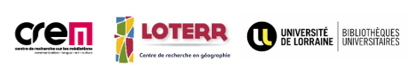 crem
centre de recherche sur les médiations
LOTERR
Centre de recherche en géographie
UNIVERSITÉ
DE LORRAINE
BIBLIOTHÈQUES
UNIVERSITAIRES